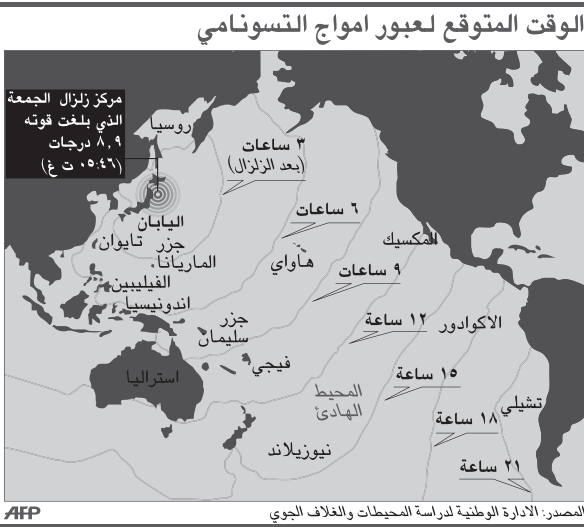 الوقت المتوقع لعبور امواج التسونامي
مركز زلزال الجمعة
الذي بلغت قوته
٨,٩ درجات
(٠٥:٤٦ ت غ)
روسيا
٣ ساعات
(بعد الزلزال)
اليابان
٦ ساعات
المكسيك
تايوان
جزر
الماريانا
هاواي
٩ ساعات
الفيليبين
اندونيسيا
جزر
سليمان
١٢ ساعة
الاكوادور
فيجي
استراليا
١٥ ساعة
المحيط
الهادئ
تشيلي
١٨ ساعة
نيوزيلاند
٢١ ساعة
المصدر: الادارة الوطنية لدراسة المحيطات والغلاف الجوي
AFP